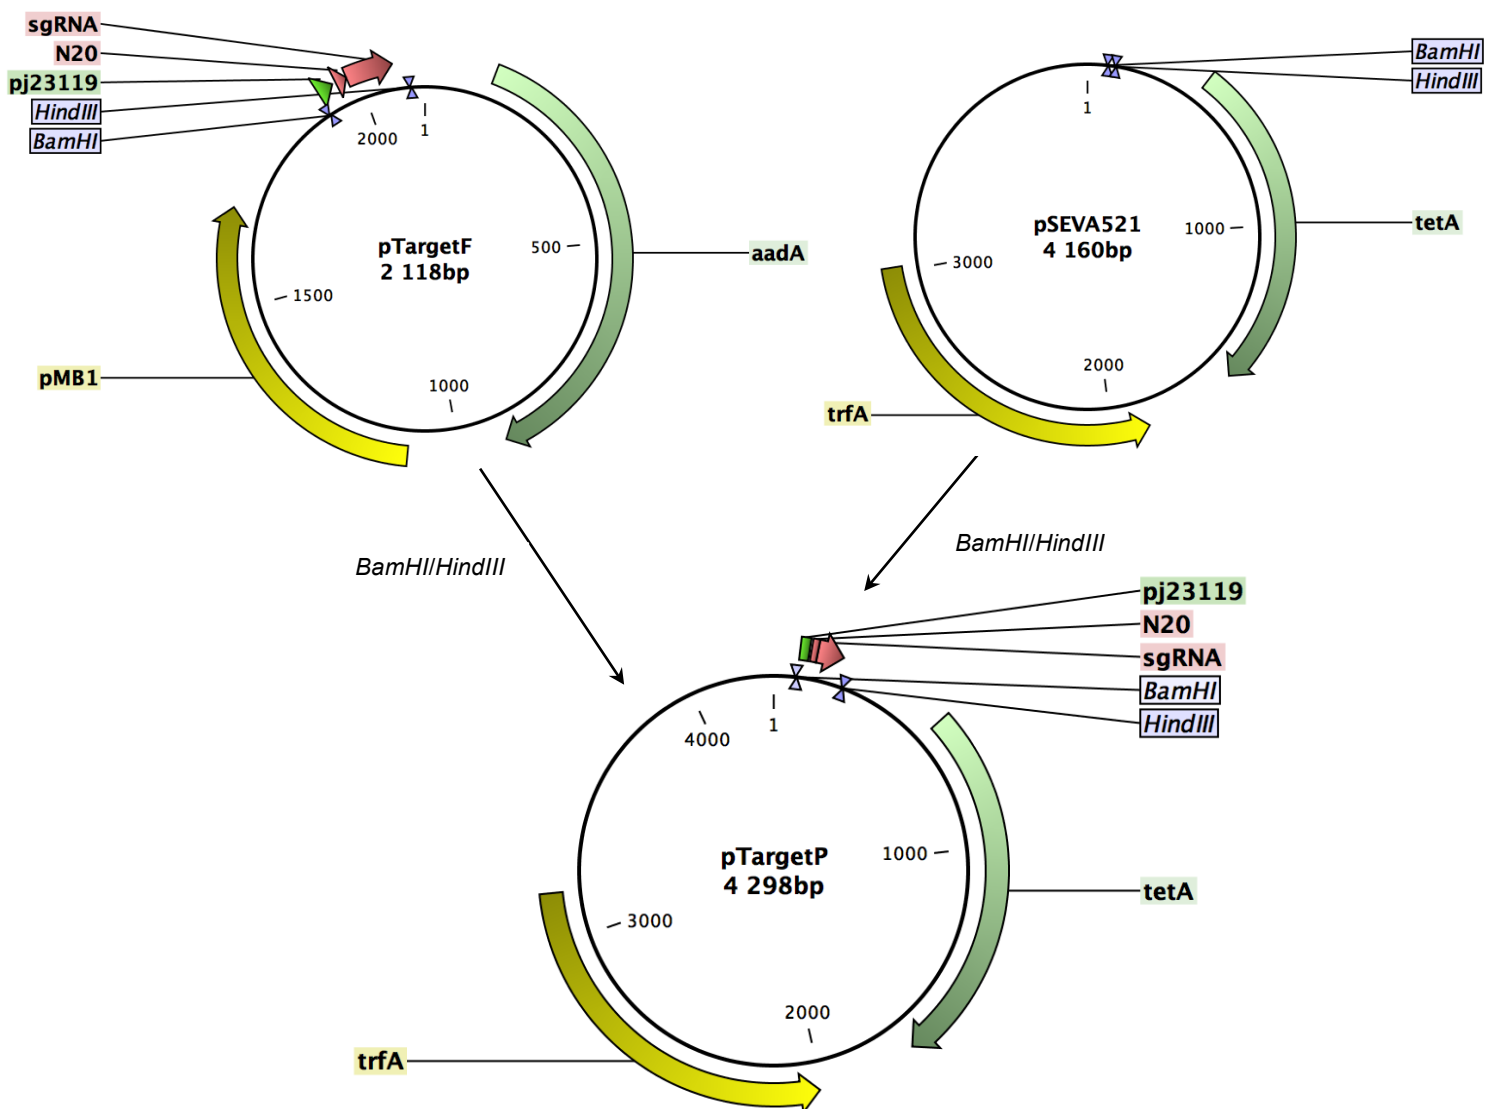 sgRNA
N20
pj23119
HindIII
BamHI
2000
1
pTargetF
2 118bp
500
aadA
1500
pMB1
1000
BamHI
HindIII
1
pSEVA521
4 160bp
1000
tetA
3000
2000
trfA
BamHI/HindIII
BamHI/HindIII
pj23119
N20
sgRNA
BamHI
HindIII
4000
1
pTargetP
4 298bp
1000
tetA
3000
2000
trfA